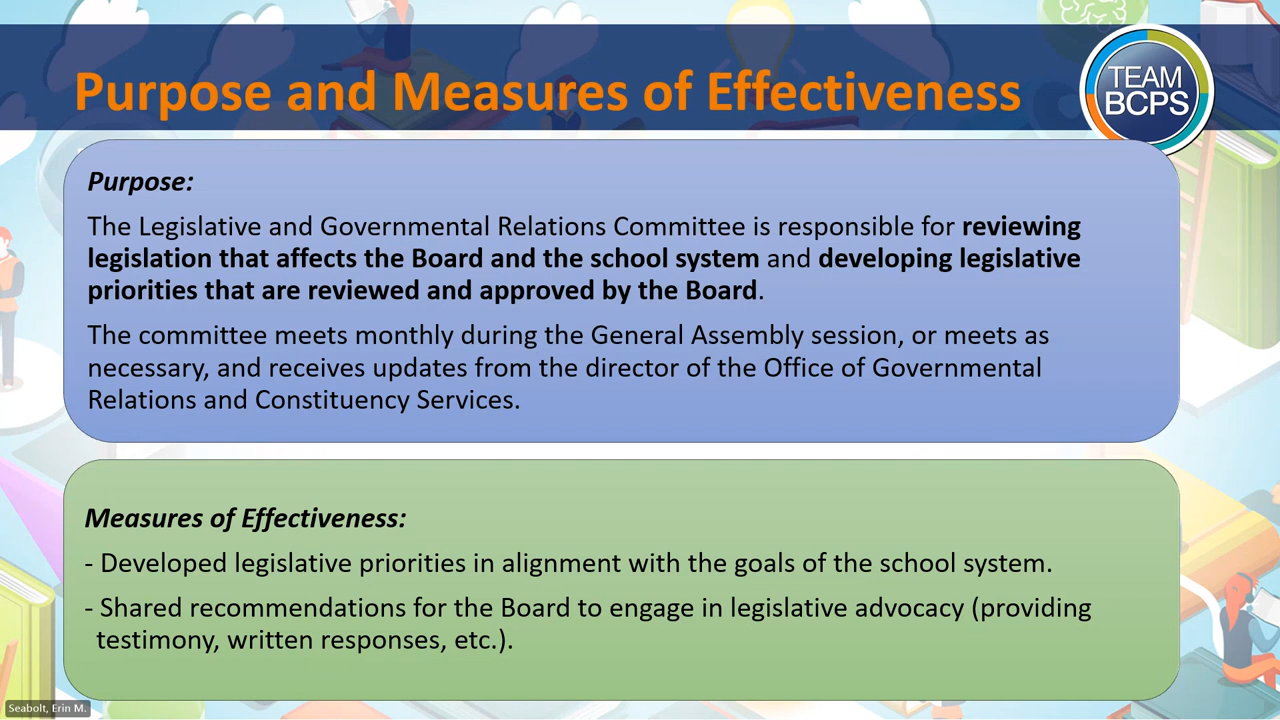 Purpose and Measures of Effectiveness
TEAM
BCPS
Purpose:
The Legislative and Governmental Relations Committee is responsible for reviewing
legislation that affects the Board and the school system and developing legislative
priorities that are reviewed and approved by the Board.
The committee meets monthly during the General Assembly session, or meets as
necessary, and receives updates from the director of the Office of Governmental
Relations and Constituency Services.
Measures of Effectiveness:
- Developed legislative priorities in alignment with the goals of the school system.
- Shared recommendations for the Board to engage in legislative advocacy (providing
testimony, written responses, etc.).
Seabolt, Erin M.